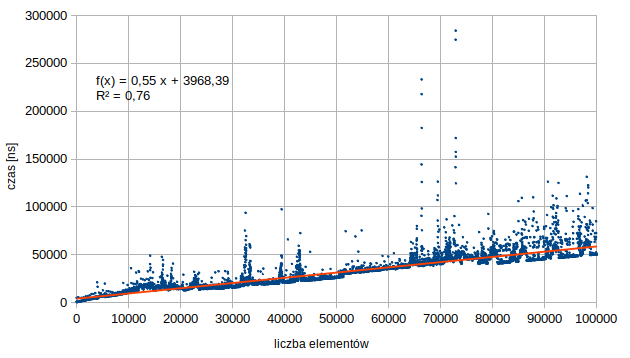 300000
250000
200000
150000
100000
50000
0
czas [ns]
f(x) = 0,55 x + 3968,39
R² = 0,76
0 10000 20000 30000 40000 50000 60000 70000 80000 90000 100000
liczba elementów